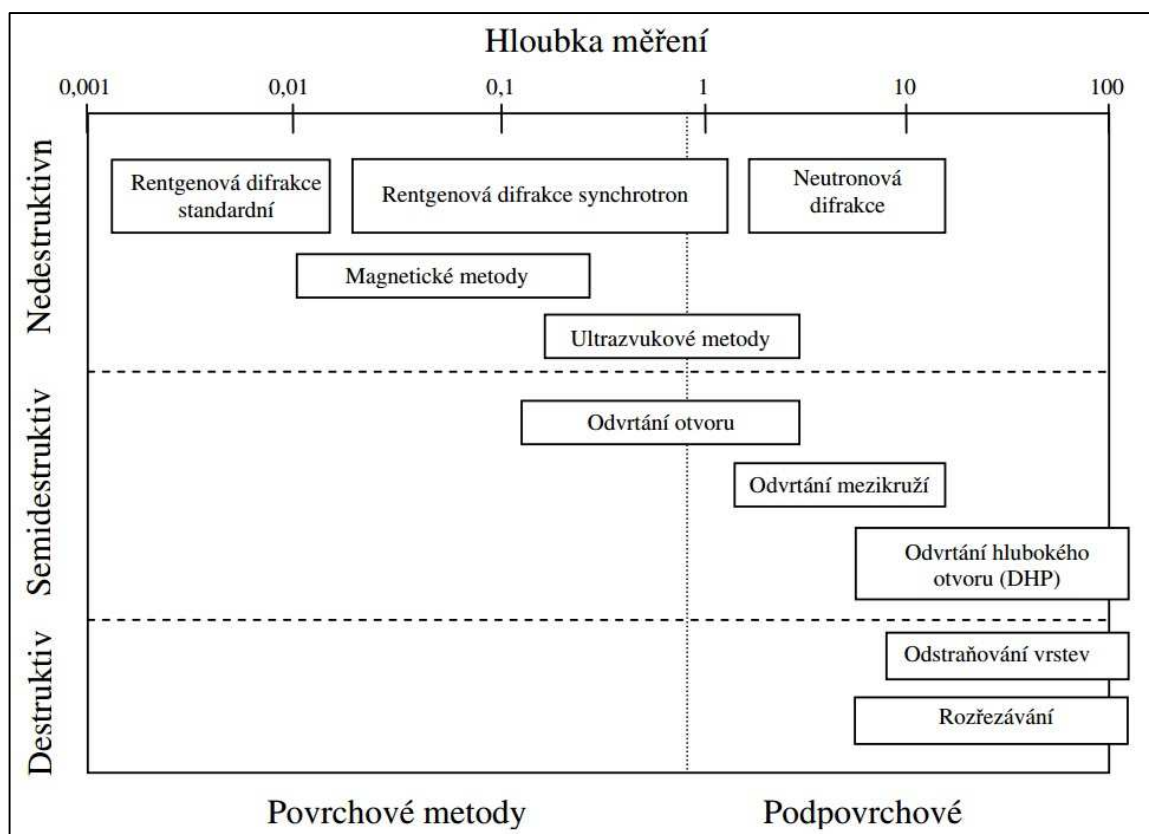 Hloubka měření
0,001 0,01 0,1 1 10 100
Nedestruktivn
Rentgenová difrakce
standardní
Rentgenová difrakce synchrotron
Neutronová
difrakce
Magnetické metody
Ultrazvukové metody
Semidestruktiv
Odvrtání otvoru
Odvrtání mezikruží
Odvrtání hlubokého
otvoru (DHP)
Destruktiv
Odstraňování vrstev
Rozřezávání
Povrchové metody
Podpovrchové